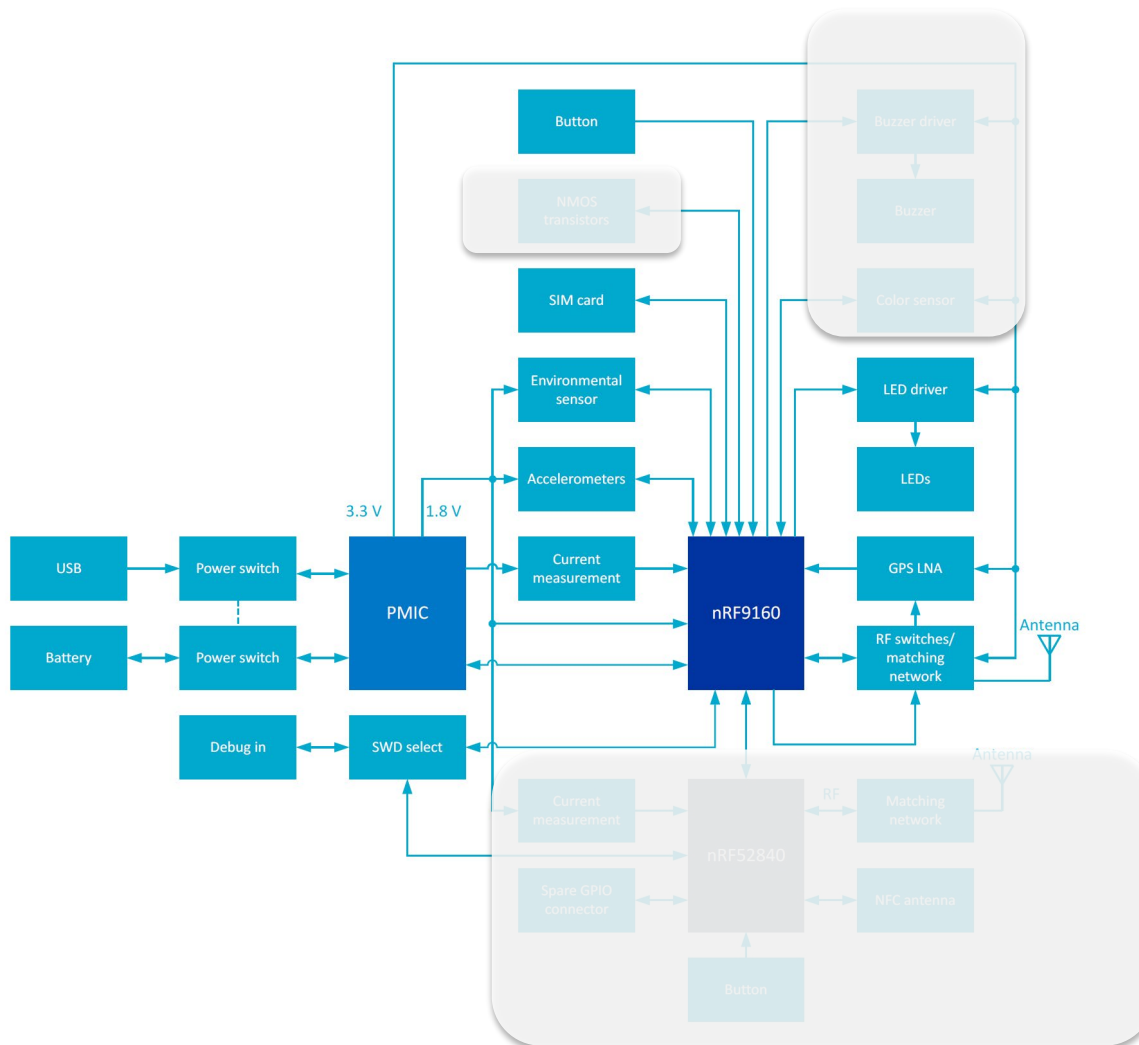 Button
Buzzer driver
NMOS
transistors
Buzzer
SIM card
Color sensor
Environmental
sensor
LED driver
Accelerometers
LEDs
3.3 V
1.8 V
USB
Power switch
PMIC
Current
measurement
nRF9160
GPS LNA
Battery
Power switch
RF switches/
matching
network
Antenna
Debug in
SWD select
Antenna
Current
measurement
nRF52840
RF
Matching
network
Spare GPIO
connector
NFC antenna
Button